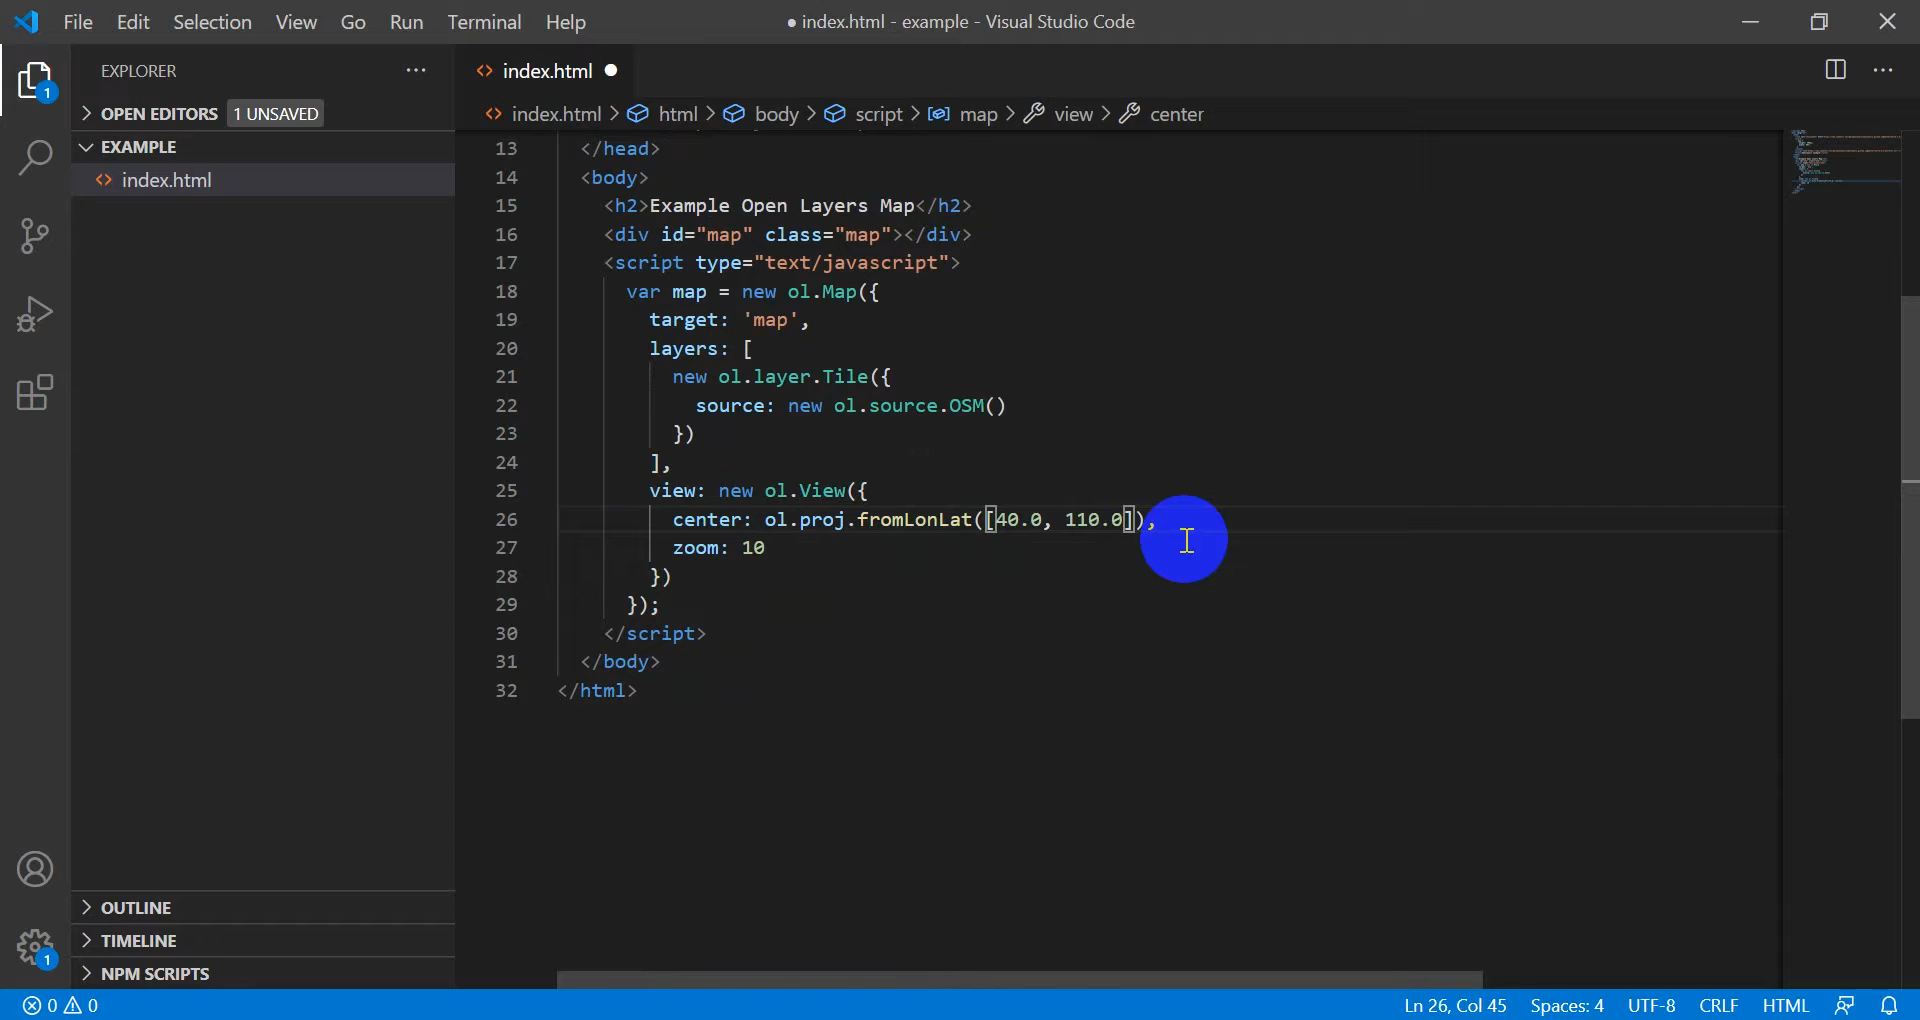 File Edit Selection View Go Run Terminal Help ● index.html - example - Visual Studio Code
EXPLORER ···
OPEN EDITORS 1 UNSAVED
EXAMPLE
index.html
OUTLINE
TIMELINE
NPM SCRIPTS
1
1
index.html ●
index.html > html > body > script > map > view > center
13 </head>
14 <body>
15 <h2>Example Open Layers Map</h2>
16 <div id="map" class="map"></div>
17 <script type="text/javascript">
18 var map = new ol.Map({
19 target: 'map',
20 layers: [
21 new ol.layer.Tile({
22 source: new ol.source.OSM()
23 })
24 ],
25 view: new ol.View({
26 center: ol.proj.fromLonLat([40.0, 110.0]),
27 zoom: 10
28 })
29 });
30 </script>
31 </body>
32 </html>
0 0 Ln 26, Col 45 Spaces: 4 UTF-8 CRLF HTML